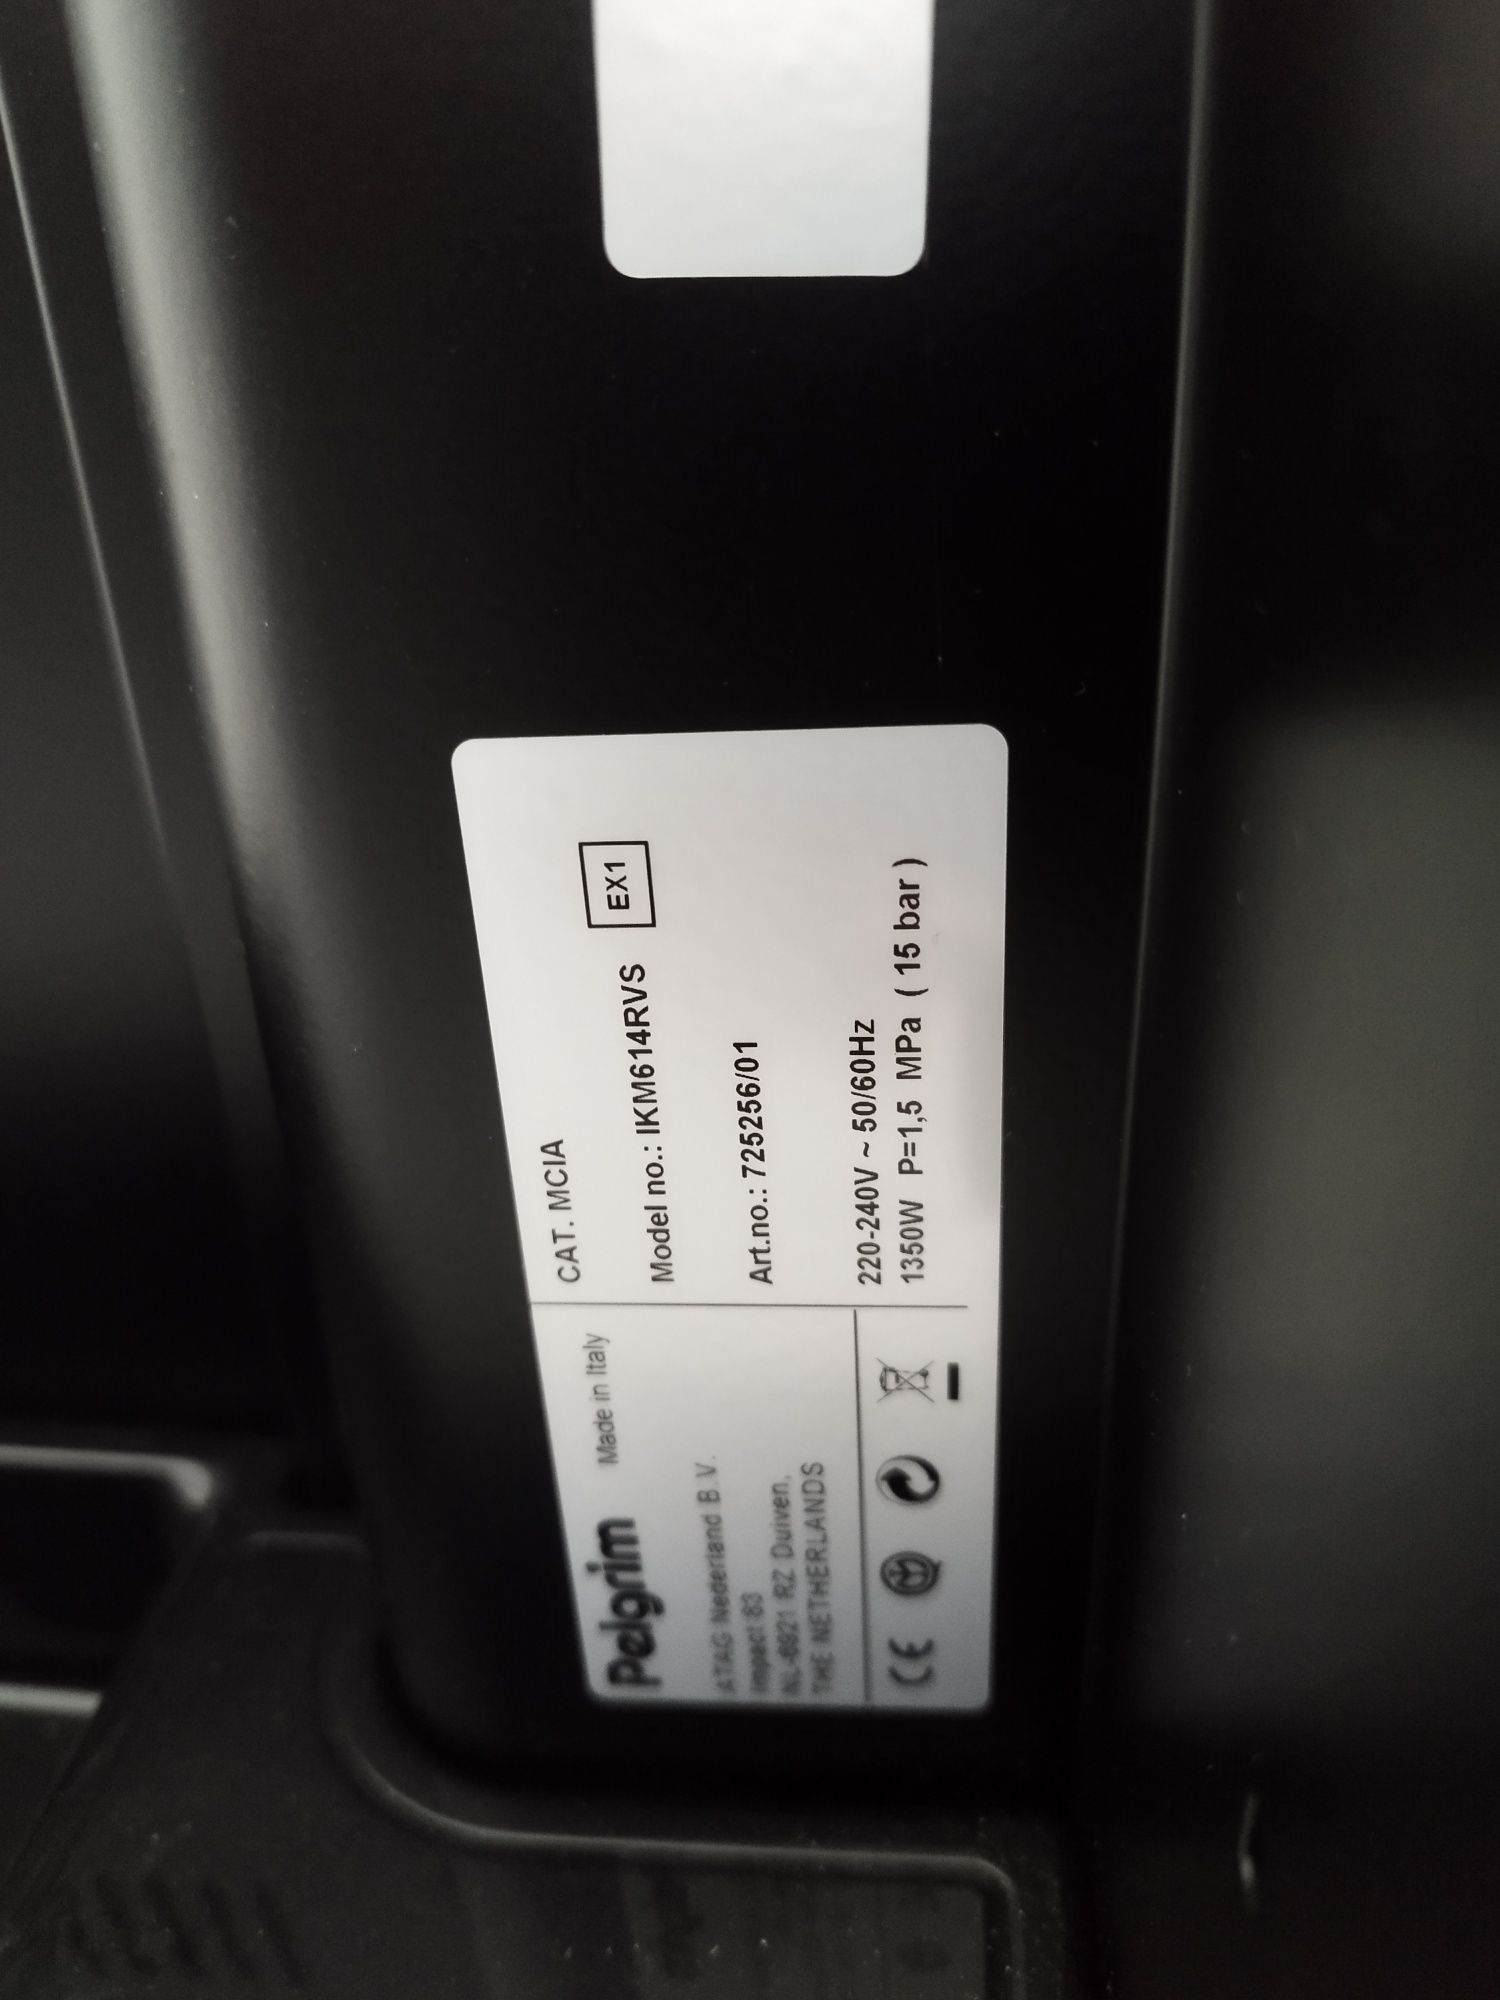 Pelgrim Made in Italy
ATAG Nederland B.V.
Impact 83
NL-6921 RZ Duiven,
THE NETHERLANDS
CE
CAT. MCIA
Model no.: IKM614RVS EX1
Art.no.: 725256/01
220-240V ~ 50/60Hz
1350W P=1,5 MPa ( 15 bar )